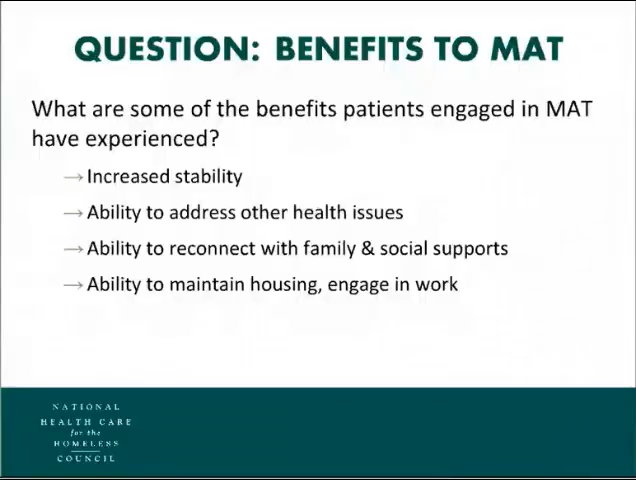 QUESTION: BENEFITS TO MAT
What are some of the benefits patients engaged in MAT
have experienced?
→Increased stability
→Ability to address other health issues
→Ability to reconnect with family & social supports
→Ability to maintain housing, engage in work
NATIONAL
HEALTH CARE
for the
HOMELESS
COUNCIL